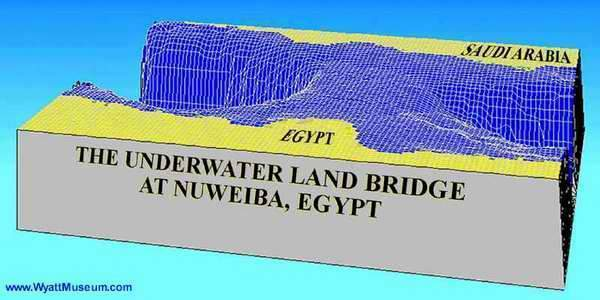 SAUDI ARABIA
EGYPT
THE UNDERWATER LAND BRIDGE
AT NUWEIBA, EGYPT
www.WyattMuseum.com